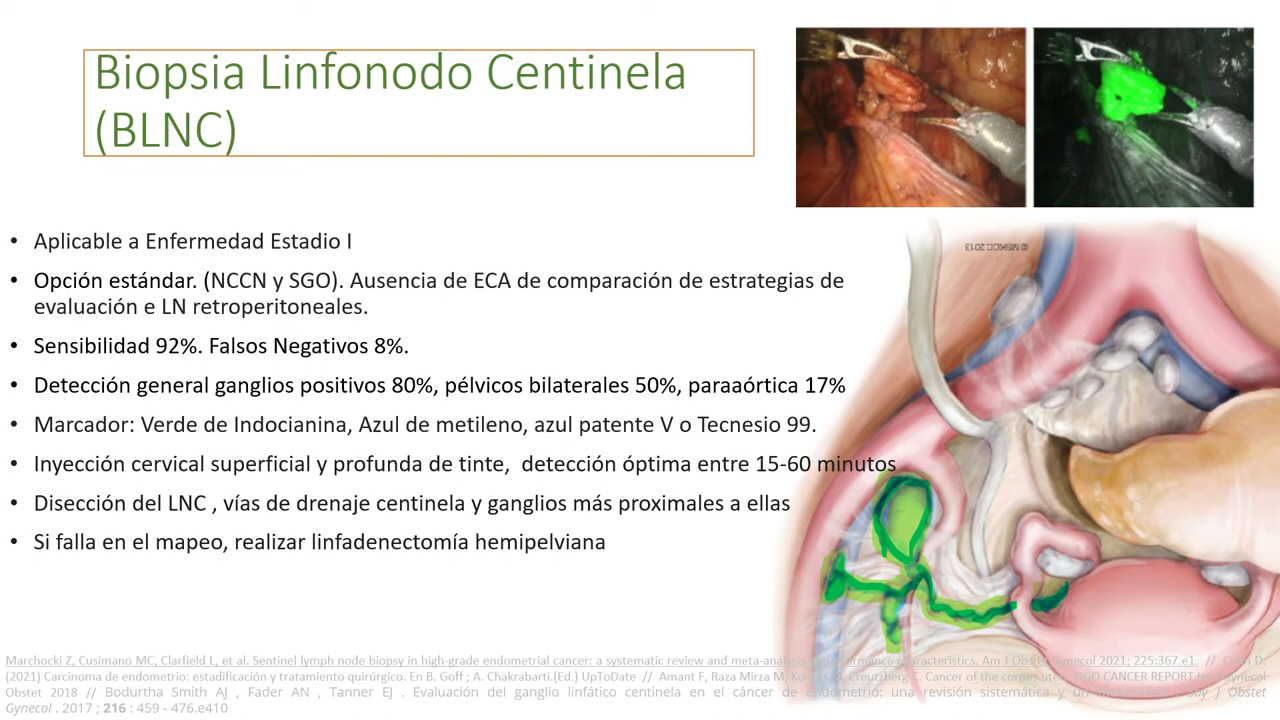 Biopsia Linfonodo Centinela
(BLNC)
©MSKCC 2013
• Aplicable a Enfermedad Estadio I
• Opción estándar. (NCCN y SGO). Ausencia de ECA de comparación de estrategias de
evaluación e LN retroperitoneales.
• Sensibilidad 92%. Falsos Negativos 8%.
• Detección general ganglios positivos 80%, pélvicos bilaterales 50%, paraaórtica 17%
• Marcador: Verde de Indocianina, Azul de metileno, azul patente V o Tecnesio 99.
• Inyección cervical superficial y profunda de tinte, detección óptima entre 15-60 minutos
• Disección del LNC , vías de drenaje centinela y ganglios más proximales a ellas
• Si falla en el mapeo, realizar linfadenectomía hemipelviana
Marchocki Z, Cusimano MC, Clarfield L, et al. Sentinel lymph node biopsy in high-grade endometrial cancer: a systematic review and meta-analysis characteristics. Am J Obstet Gynecol 2021; 225:367.e1. // D.
(2021) Carcinoma de endometrio: estadificación y tratamiento quirúrgico. En B. Goff ; A. Chakrabarti.(Ed.) UpToDate // Amant F, Raza Mirza M, Creutzberg C. Cancer of the corpus uteri. FIGO CANCER REPORT Gynecol
Obstet 2018 // Bodurtha Smith AJ , Fader AN , Tanner EJ . Evaluación del ganglio linfático centinela en el cáncer de endometrio: una revisión sistemática y un J Obstet
Gynecol . 2017 ; 216 : 459 - 476.e410